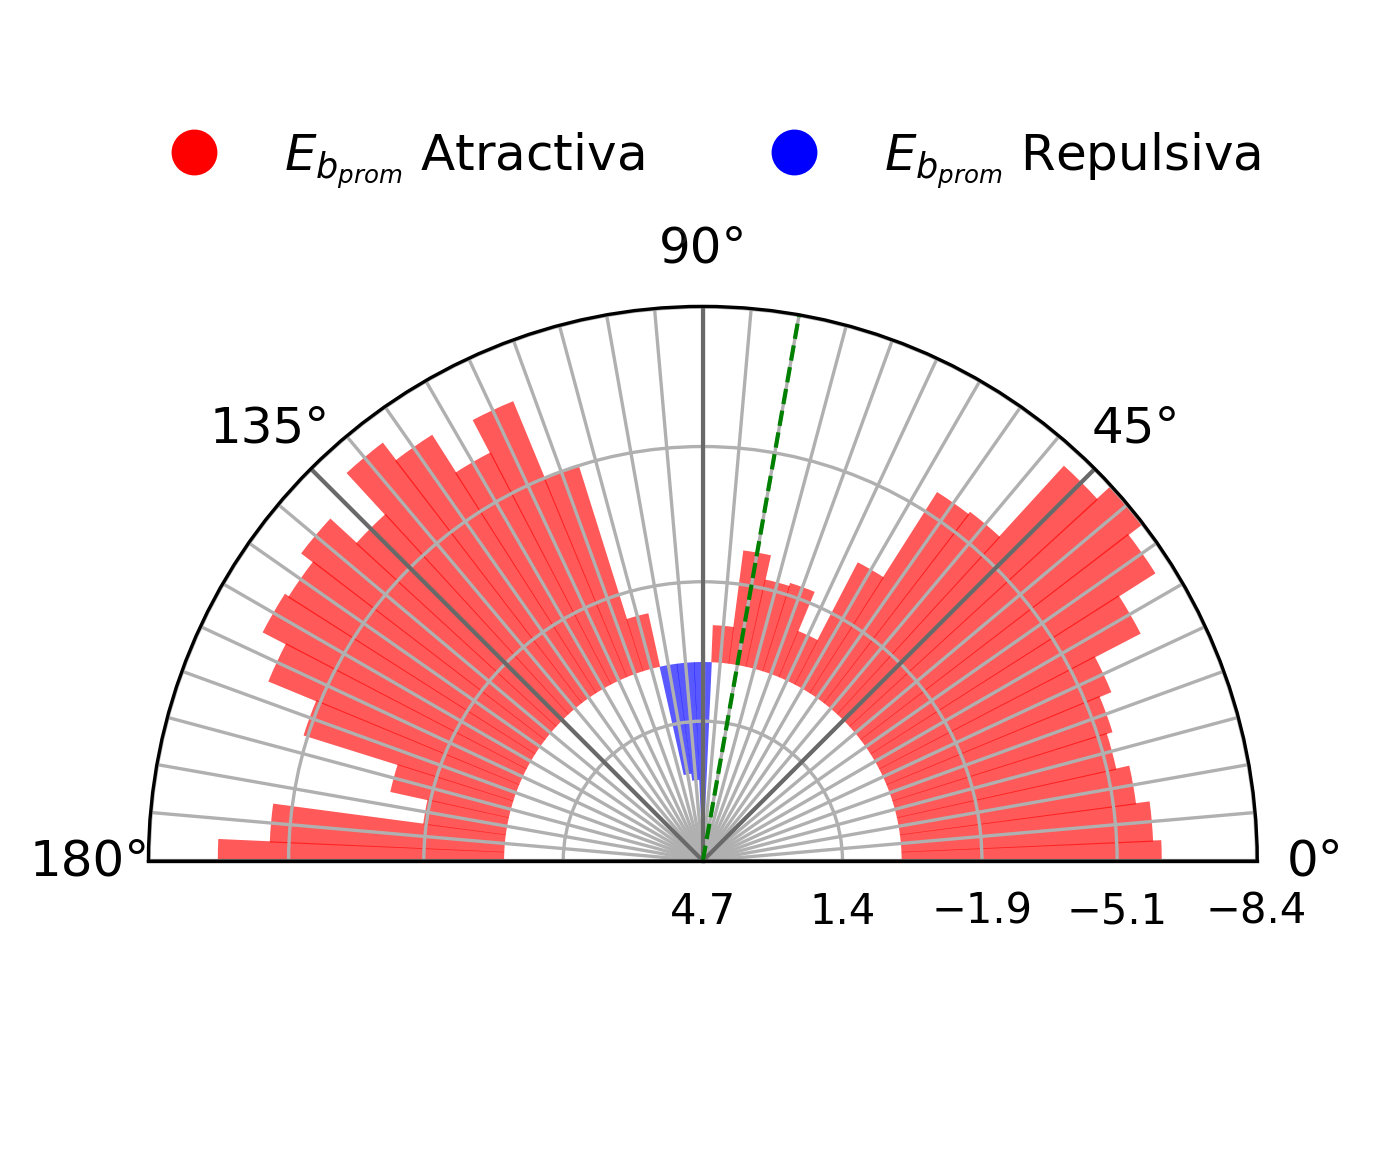 E_{b_{prom}} Atractiva E_{b_{prom}} Repulsiva
90°
135° 45°
180° 0°
4.7 1.4 −1.9 −5.1 −8.4